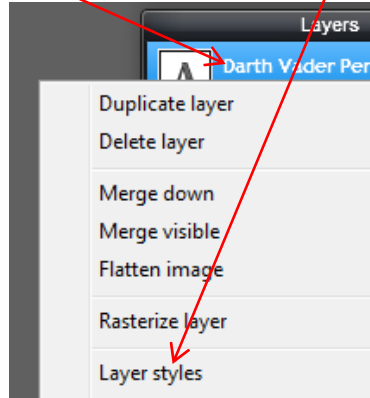 Layers
A
Darth Vader Per
Duplicate layer
Delete layer
Merge down
Merge visible
Flatten image
Rasterize layer
Layer styles